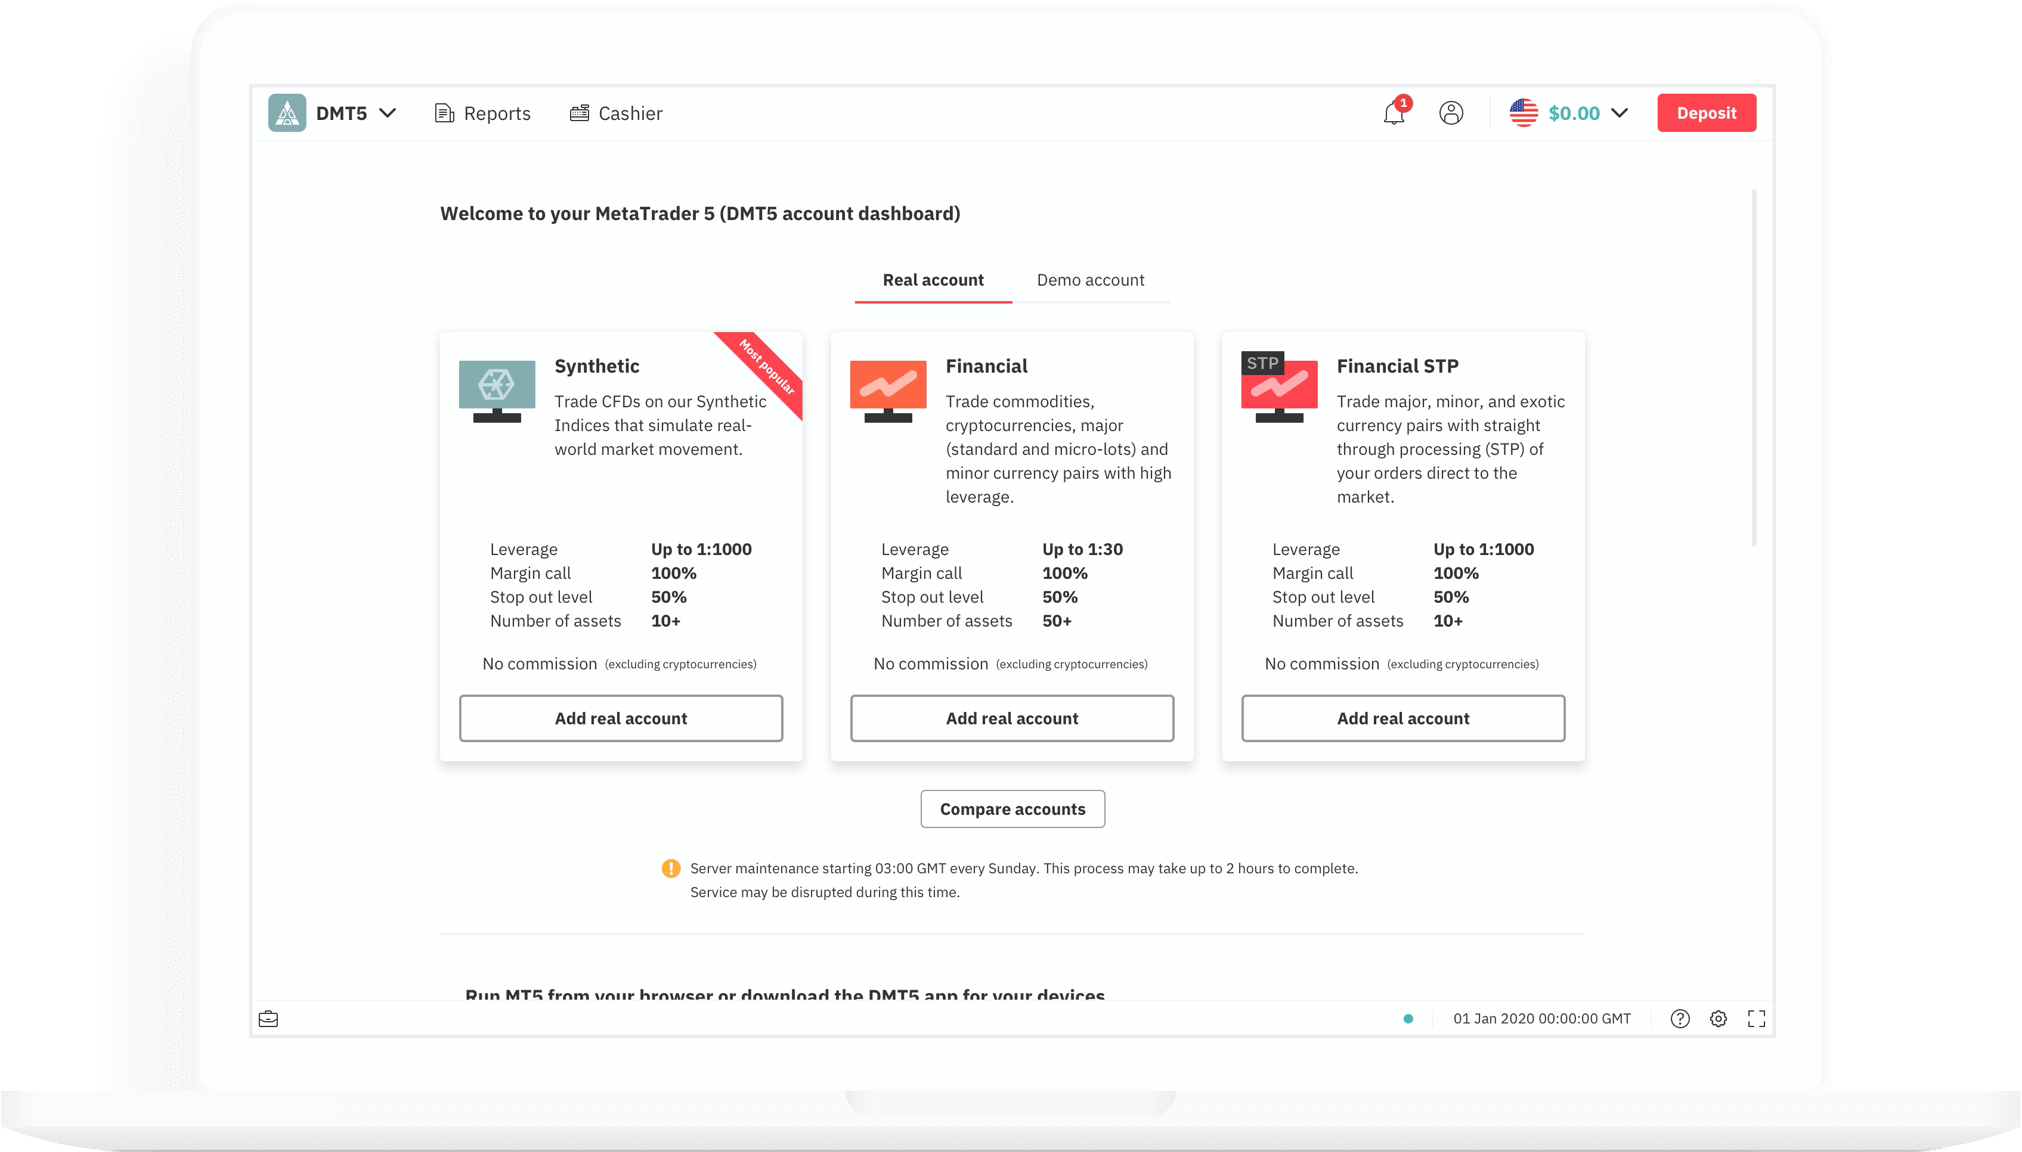 DMT5
Reports
Cashier
1
$0.00
Deposit
Welcome to your MetaTrader 5 (DMT5 account dashboard)
Real account
Demo account
Synthetic
Most popular
Trade CFDs on our Synthetic
Indices that simulate real-
world market movement.
Leverage Up to 1:1000
Margin call 100%
Stop out level 50%
Number of assets 10+
No commission (excluding cryptocurrencies)
Add real account
Financial
Trade commodities,
cryptocurrencies, major
(standard and micro-lots) and
minor currency pairs with high
leverage.
Leverage Up to 1:30
Margin call 100%
Stop out level 50%
Number of assets 50+
No commission (excluding cryptocurrencies)
Add real account
STP
Financial STP
Trade major, minor, and exotic
currency pairs with straight
through processing (STP) of
your orders direct to the
market.
Leverage Up to 1:1000
Margin call 100%
Stop out level 50%
Number of assets 10+
No commission (excluding cryptocurrencies)
Add real account
Compare accounts
Server maintenance starting 03:00 GMT every Sunday. This process may take up to 2 hours to complete.
Service may be disrupted during this time.
Run MT5 from your browser or download the DMT5 app for your devices
01 Jan 2020 00:00:00 GMT